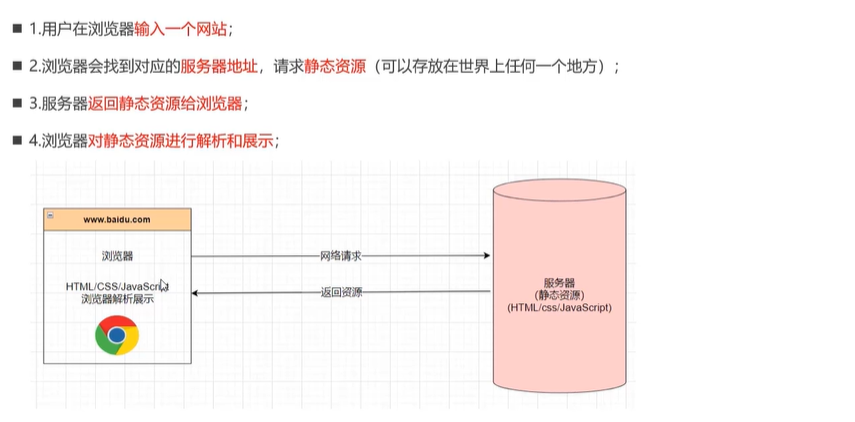 1.用户在浏览器输入一个网站;
2.浏览器会找到对应的服务器地址，请求静态资源（可以存放在世界上任何一个地方）;
3.服务器返回静态资源给浏览器;
4.浏览器对静态资源进行解析和展示;
www.baidu.com
浏览器
HTML/CSS/JavaScript
浏览器解析展示
网络请求
返回资源
服务器
(静态资源)
(HTML/css/JavaScript)